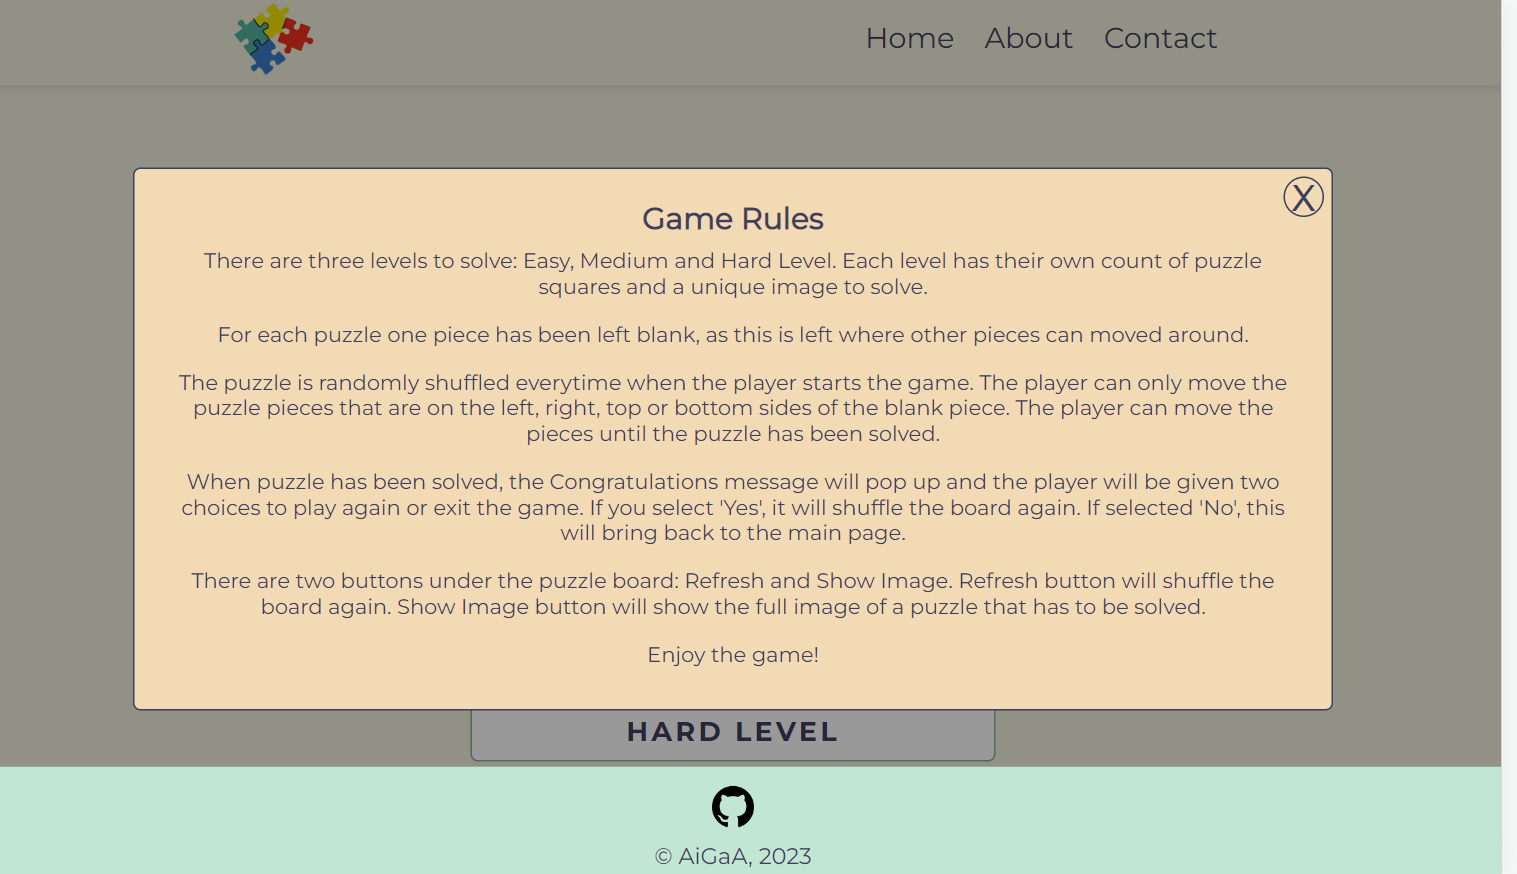 Home About Contact
X
Game Rules
There are three levels to solve: Easy, Medium and Hard Level. Each level has their own count of puzzle
squares and a unique image to solve.
For each puzzle one piece has been left blank, as this is left where other pieces can moved around.
The puzzle is randomly shuffled everytime when the player starts the game. The player can only move the
puzzle pieces that are on the left, right, top or bottom sides of the blank piece. The player can move the
pieces until the puzzle has been solved.
When puzzle has been solved, the Congratulations message will pop up and the player will be given two
choices to play again or exit the game. If you select 'Yes', it will shuffle the board again. If selected 'No', this
will bring back to the main page.
There are two buttons under the puzzle board: Refresh and Show Image. Refresh button will shuffle the
board again. Show Image button will show the full image of a puzzle that has to be solved.
Enjoy the game!
HARD LEVEL
© AiGaA, 2023